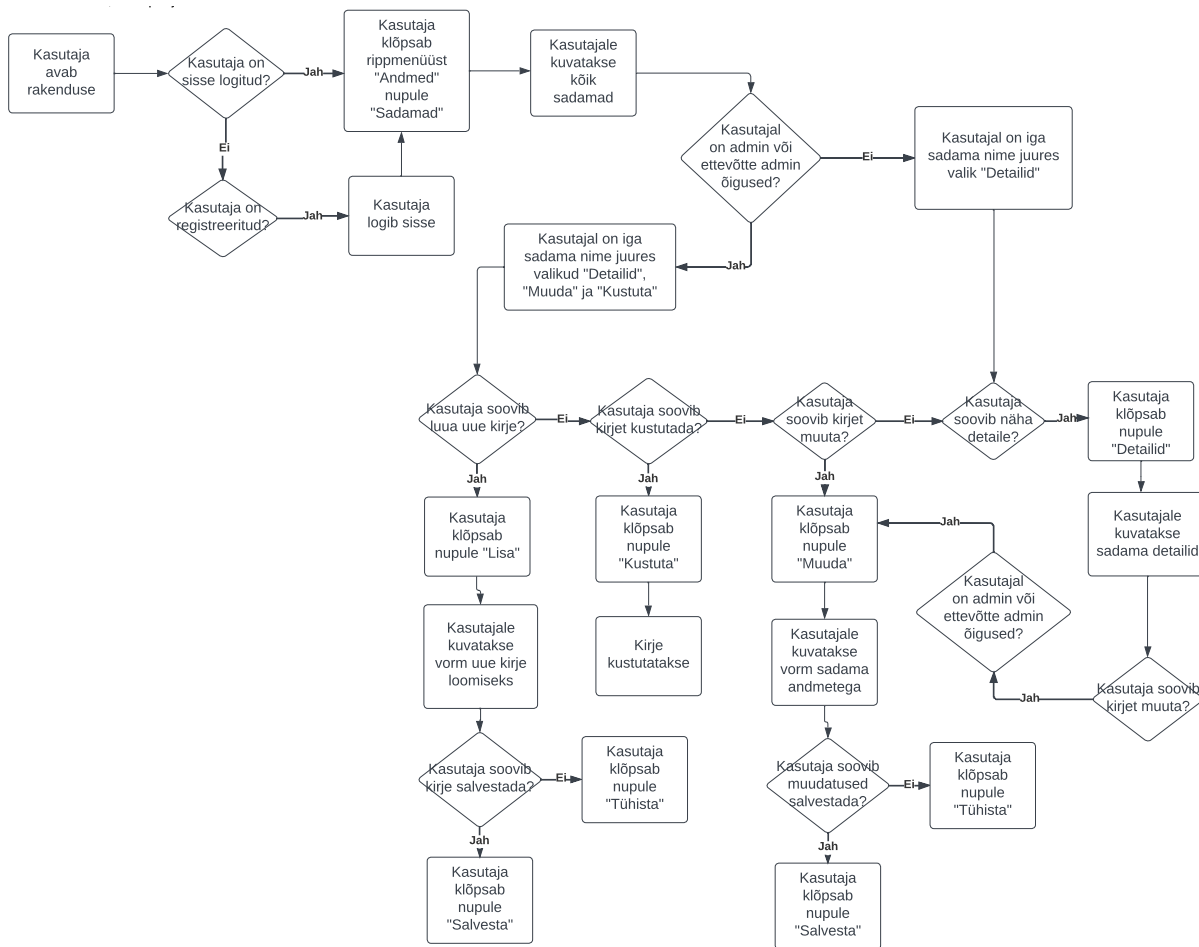 Kasutaja
avab
rakenduse
Kasutaja on
sisse logitud?
Jah
Kasutaja
klõpsab
rippmenüüst
"Andmed"
nupule
"Sadamad"
Kasutajale
kuvatakse
kõik
sadamad
Ei
Kasutaja on
registreeritud?
Jah
Kasutaja
logib sisse
Kasutajal
on admin või
ettevõtte admin
õigused?
Ei
Kasutajal on iga
sadama nime juures
valik "Detailid"
Jah
Kasutajal on iga
sadama nime juures
valikud "Detailid",
"Muuda" ja "Kustuta"
Kasutaja soovib
luua uue kirje?
Ei
Kasutaja soovib
kirjet kustutada?
Ei
Kasutaja
soovib kirjet
muuta?
Ei
Kasutaja
soovib näha
detaile?
Jah
Kasutaja
klõpsab
nupule
"Detailid"
Jah
Kasutaja
klõpsab
nupule "Lisa"
Jah
Kasutaja
klõpsab
nupule
"Kustuta"
Jah
Kasutaja
klõpsab
nupule
"Muuda"
Jah
Kasutajale
kuvatakse
sadama detailid
Kasutajal
on admin või
ettevõtte admin
õigused?
Kasutajale
kuvatakse
vorm uue kirje
loomiseks
Kirje
kustutatakse
Kasutajale
kuvatakse
vorm sadama
andmetega
Jah
Kasutaja soovib
kirjet muuta?
Kasutaja soovib
kirje salvestada?
Ei
Kasutaja
klõpsab
nupule
"Tühista"
Kasutaja soovib
muudatused
salvestada?
Ei
Kasutaja
klõpsab
nupule
"Tühista"
Jah
Kasutaja
klõpsab
nupule
"Salvesta"
Jah
Kasutaja
klõpsab
nupule
"Salvesta"